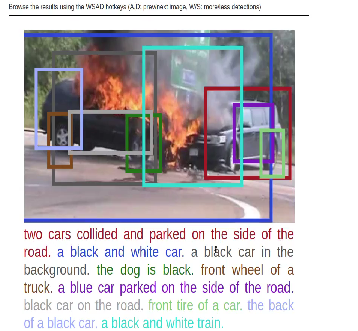 Browse the results using the WSAD hotkeys (A,D: prev/next image, W/S: more/less detections)
two cars collided and parked on the side of the
road. a black and white car. a black car in the
background. the dog is black. front wheel of a
truck. a blue car parked on the side of the road.
black car on the road. front tire of a car. the back
of a black car. a black and white train.